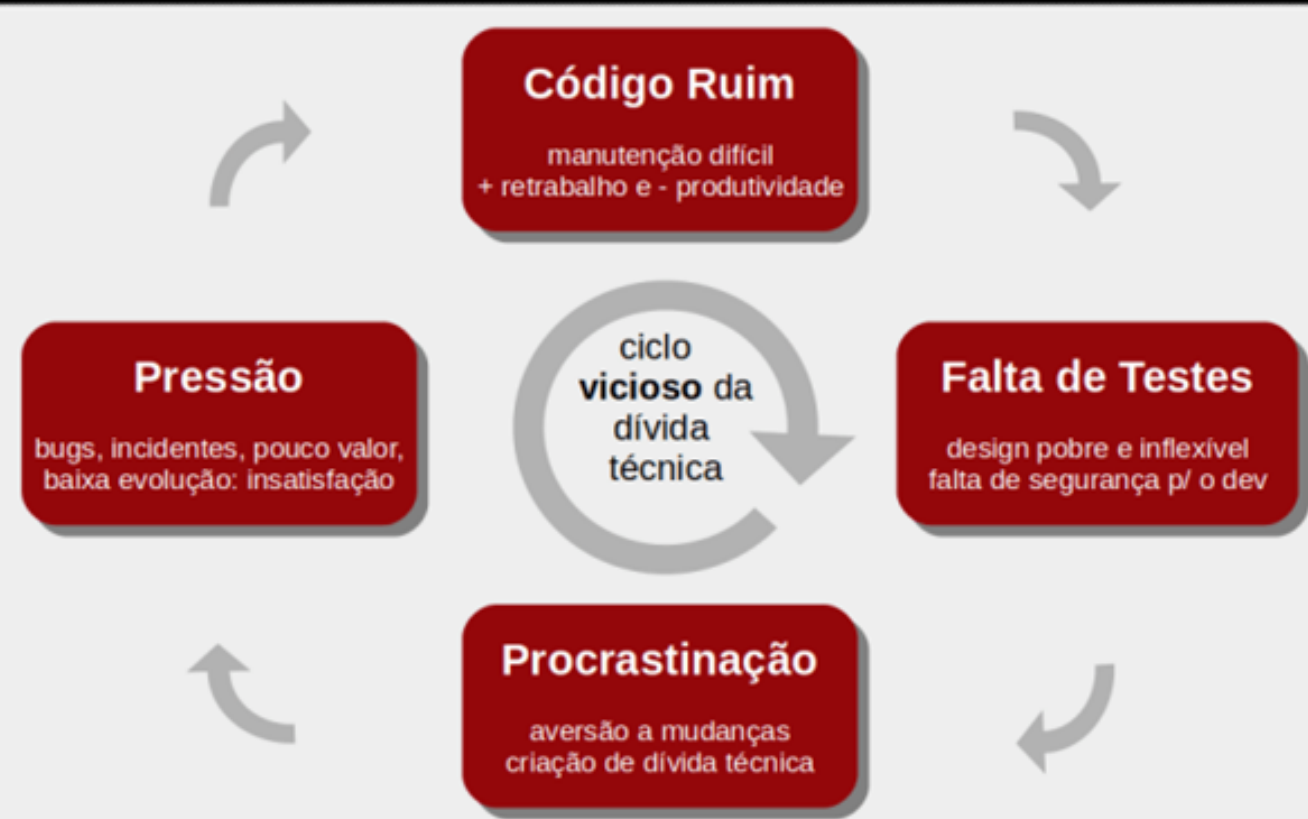 Código Ruim
manutenção difícil
+ retrabalho e - produtividade
Pressão
bugs, incidentes, pouco valor,
baixa evolução: insatisfação
ciclo
vicioso da
dívida
técnica
Falta de Testes
design pobre e inflexível
falta de segurança p/ o dev
Procrastinação
aversão a mudanças
criação de dívida técnica